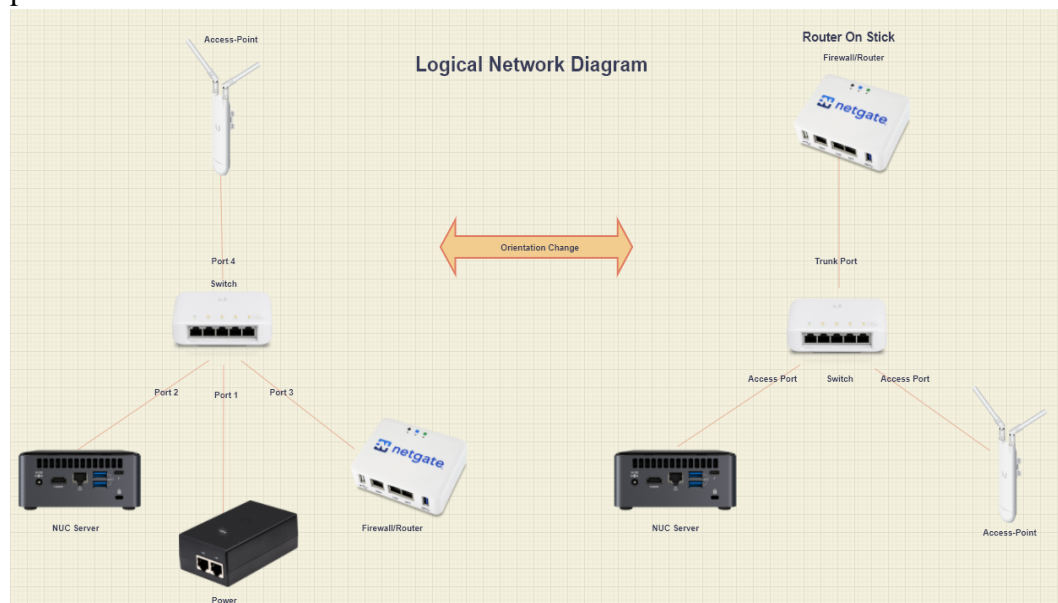 Access-Point
Logical Network Diagram
Router On Stick
Firewall/Router
netgate
Orientation Change
Port 4
Switch
Trunk Port
Port 2
Port 1
Port 3
Access Port
Switch
Access Port
netgate
NUC Server
Firewall/Router
NUC Server
Access-Point
Power